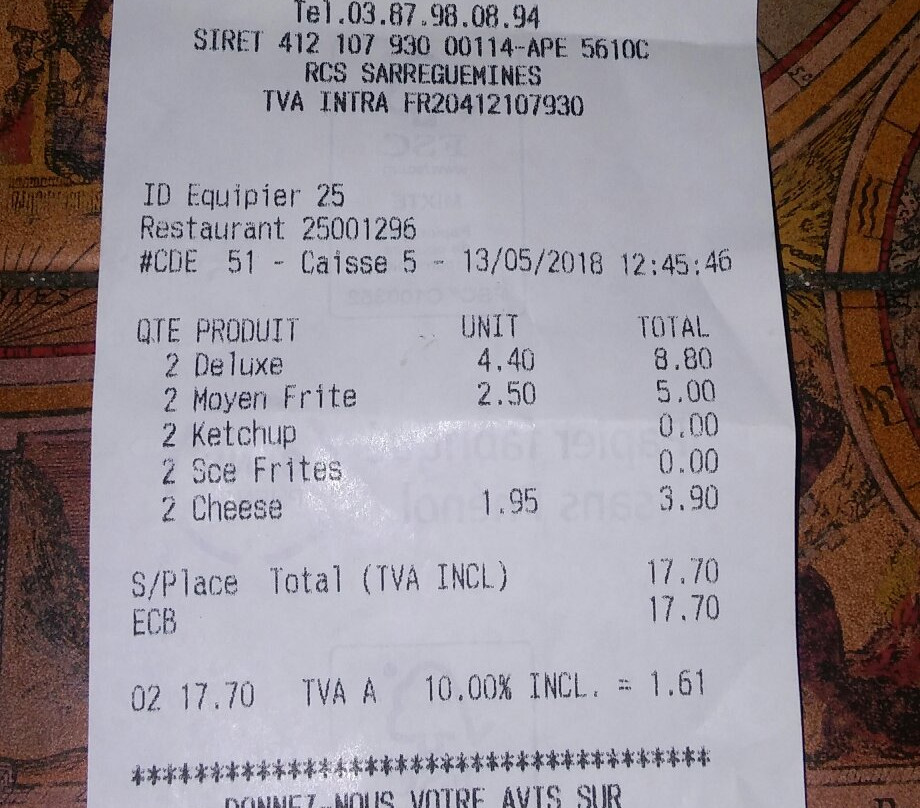 Tel.03.87.98.08.94
SIRET 412 107 930 00114-APE 5610C
RCS SARREGUEMINES
TVA INTRA FR20412107930
ID Equipier 25
Restaurant 25001296
#CDE 51 - Caisse 5 - 13/05/2018 12:45:46
QTE PRODUIT UNIT TOTAL
2 Deluxe 4.40 8.80
2 Moyen Frite 2.50 5.00
2 Ketchup 0.00
2 Sce Frites 0.00
2 Cheese 1.95 3.90
S/Place Total (TVA INCL) 17.70
ECB 17.70
02 17.70 TVA A 10.00% INCL. = 1.61
*************************************
DONNEZ-NOUS VOTRE AVIS SUR